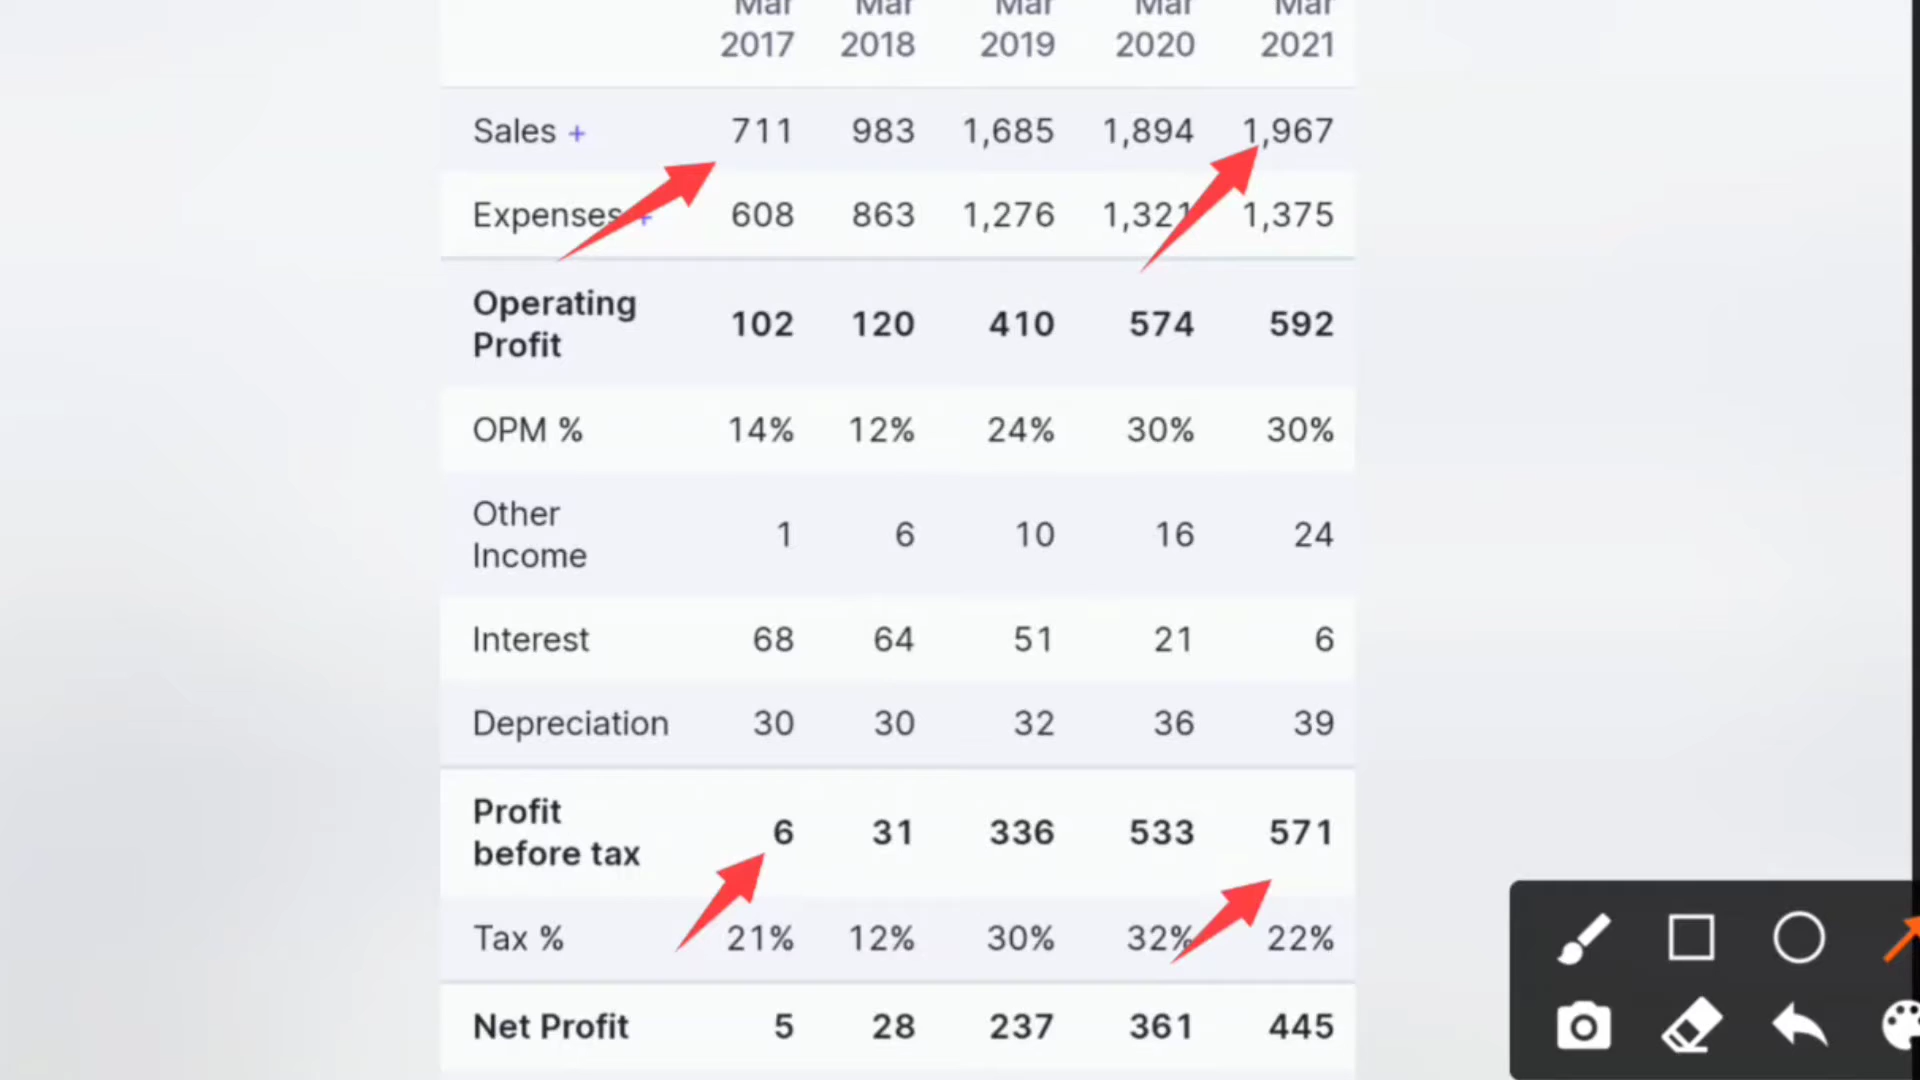 Mar Mar Mar Mar Mar
2017 2018 2019 2020 2021
Sales + 711 983 1,685 1,894 1,967
Expenses + 608 863 1,276 1,321 1,375
Operating
Profit 102 120 410 574 592
OPM % 14% 12% 24% 30% 30%
Other
Income 1 6 10 16 24
Interest 68 64 51 21 6
Depreciation 30 30 32 36 39
Profit
before tax 6 31 336 533 571
Tax % 21% 12% 30% 32% 22%
Net Profit 5 28 237 361 445